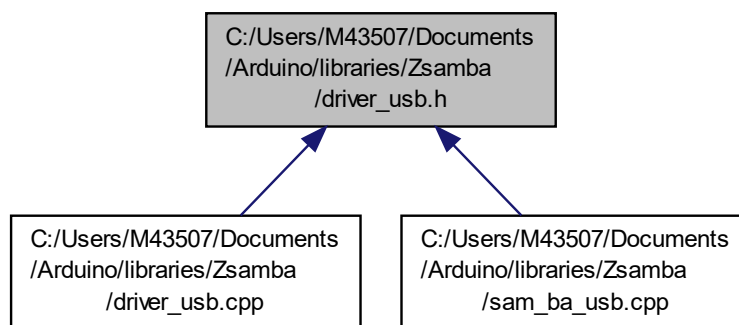 C:/Users/M43507/Documents
/Arduino/libraries/Zsamba
/driver_usb.h
C:/Users/M43507/Documents
/Arduino/libraries/Zsamba
/driver_usb.cpp
C:/Users/M43507/Documents
/Arduino/libraries/Zsamba
/sam_ba_usb.cpp